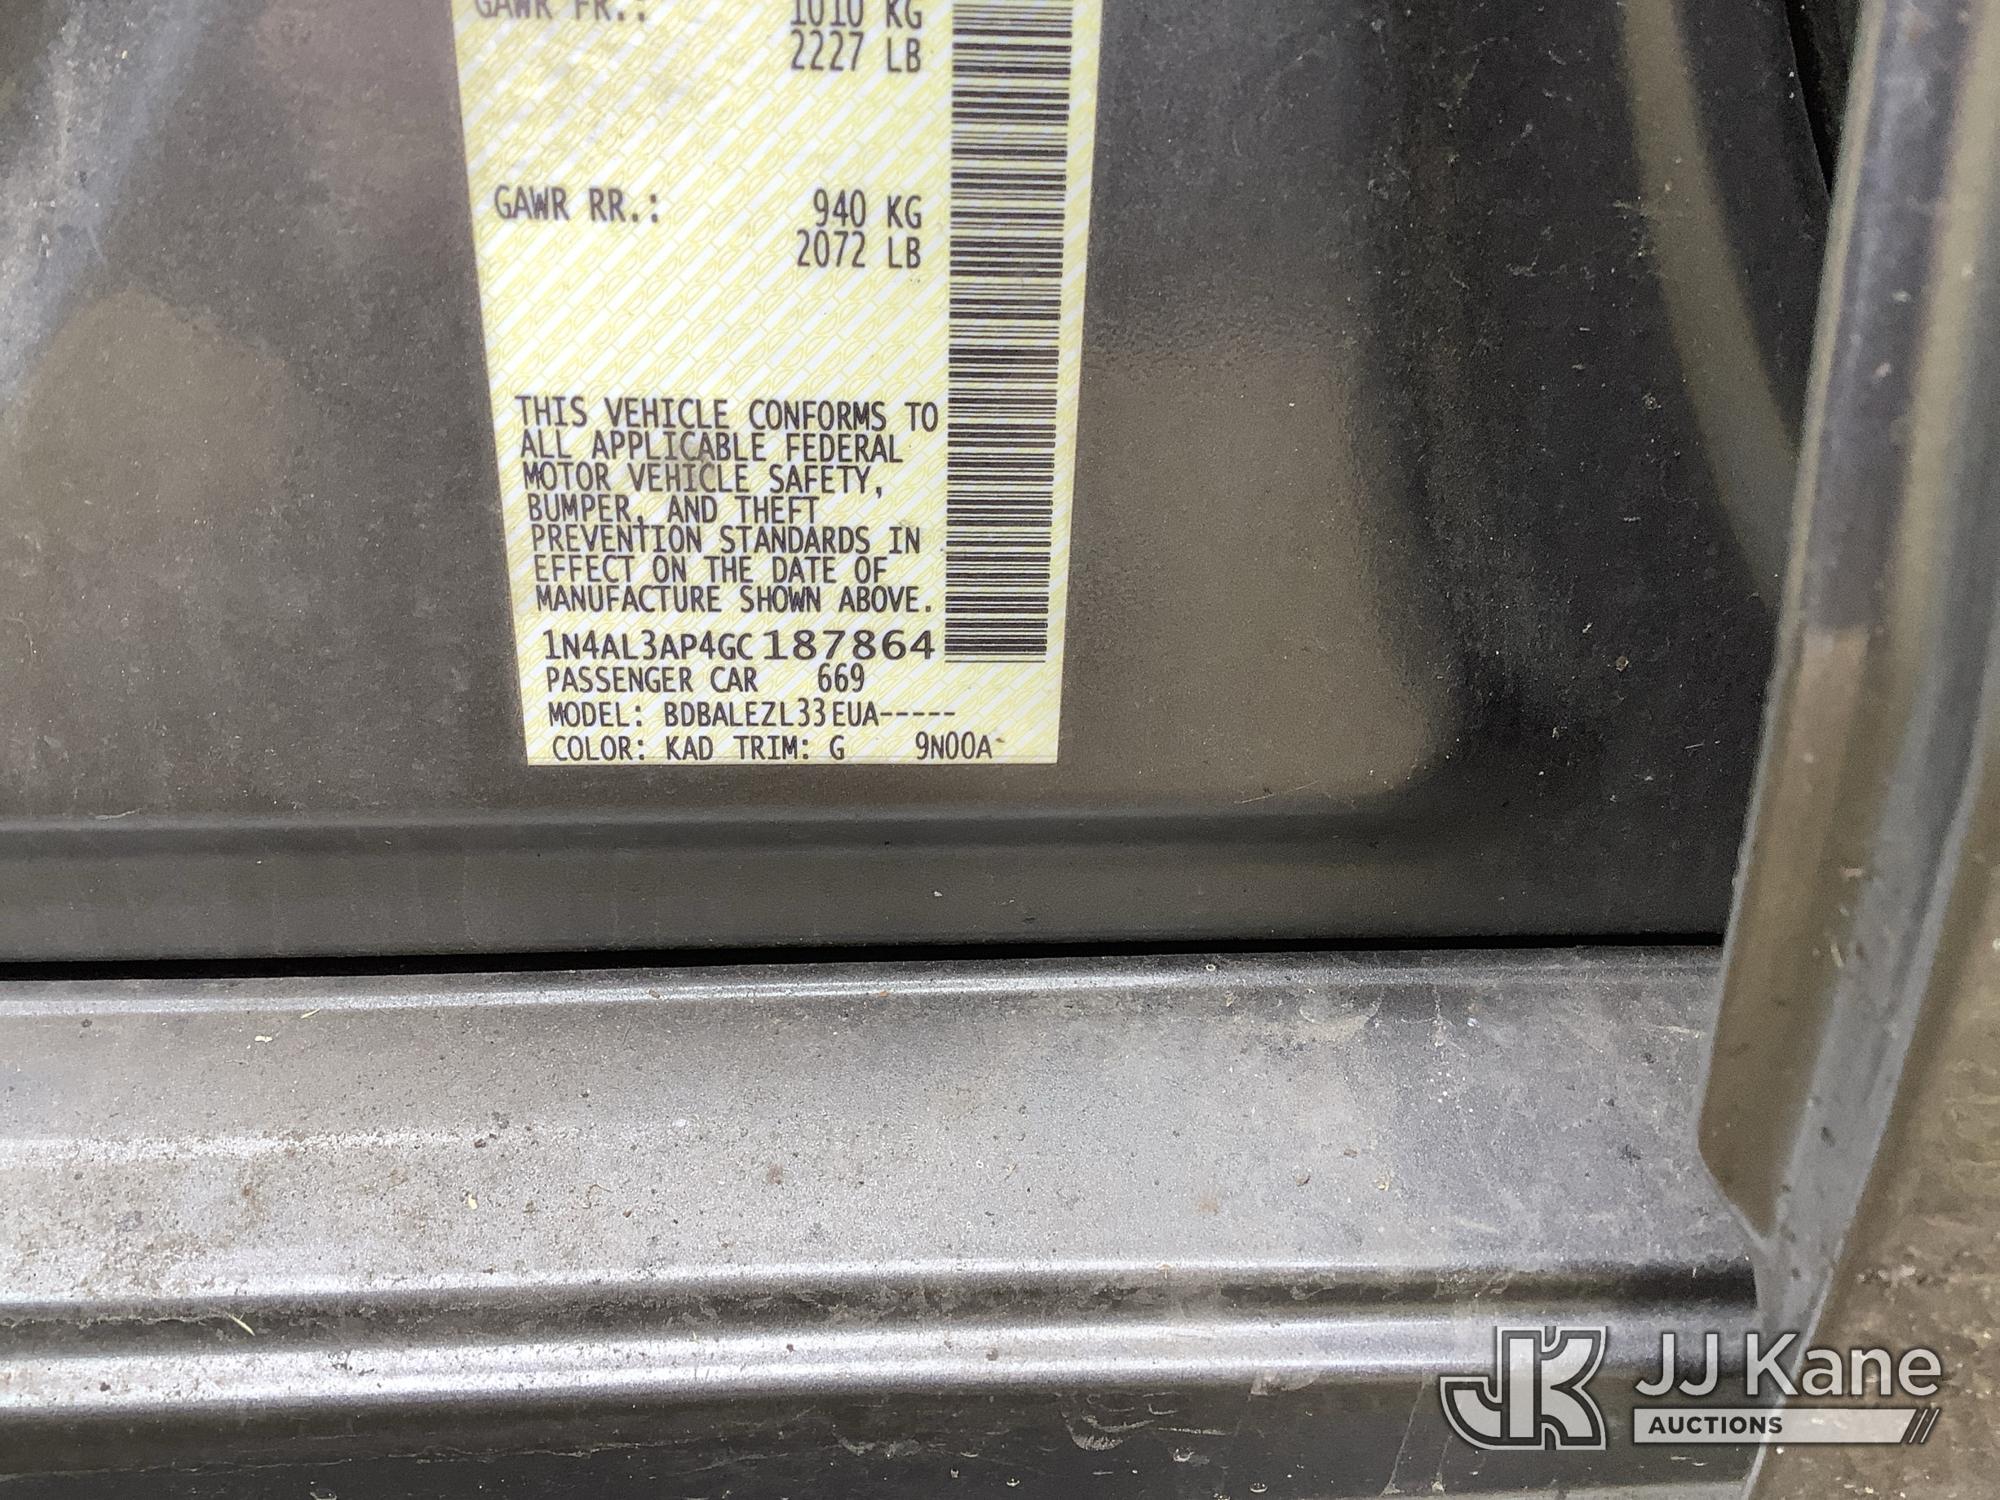 GAWR FR.: 1010 KG
2227 LB
GAWR RR.: 940 KG
2072 LB
THIS VEHICLE CONFORMS TO
ALL APPLICABLE FEDERAL
MOTOR VEHICLE SAFETY,
BUMPER, AND THEFT
PREVENTION STANDARDS IN
EFFECT ON THE DATE OF
MANUFACTURE SHOWN ABOVE.
1N4AL3AP4GC187864
PASSENGER CAR 669
MODEL: BDBALEZL33EUA-----
COLOR: KAD TRIM: G 9N00A
JK JJ Kane
AUCTIONS